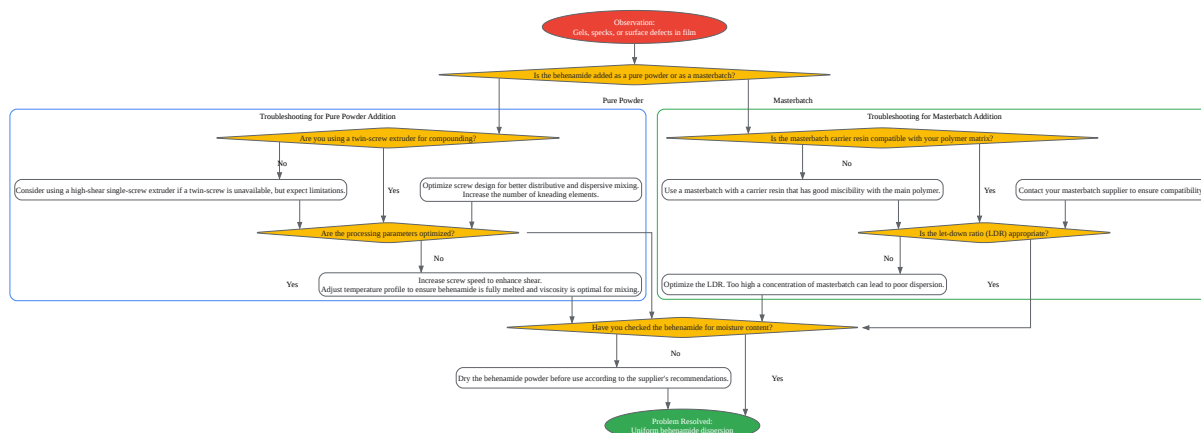 Observation:
Gels, specks, or surface defects in film
Is the behenamide added as a pure powder or as a masterbatch?
Pure Powder
Masterbatch
Troubleshooting for Pure Powder Addition
Are you using a twin-screw extruder for compounding?
No
Consider using a high-shear single-screw extruder if a twin-screw is unavailable, but expect limitations.
Yes
Optimize screw design for better distributive and dispersive mixing.
Increase the number of kneading elements.
Are the processing parameters optimized?
No
Yes
Increase screw speed to enhance shear.
Adjust temperature profile to ensure behenamide is fully melted and viscosity is optimal for mixing.
Troubleshooting for Masterbatch Addition
Is the masterbatch carrier resin compatible with your polymer matrix?
No
Use a masterbatch with a carrier resin that has good miscibility with the main polymer.
Yes
Contact your masterbatch supplier to ensure compatibility
Is the let-down ratio (LDR) appropriate?
No
Optimize the LDR. Too high a concentration of masterbatch can lead to poor dispersion.
Yes
Have you checked the behenamide for moisture content?
No
Dry the behenamide powder before use according to the supplier's recommendations.
Yes
Problem Resolved:
Uniform behenamide dispersion